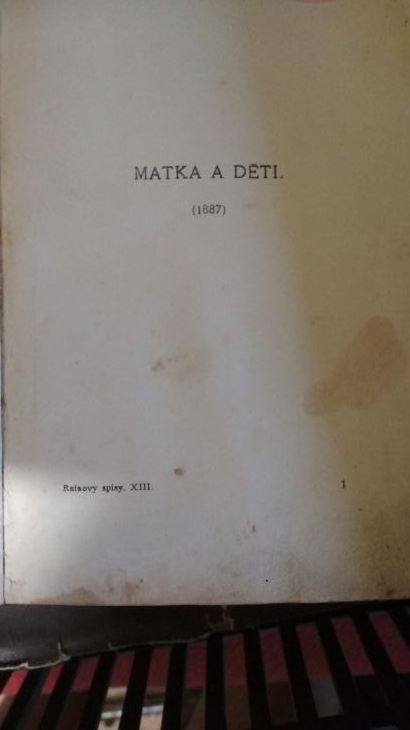 MATKA A DĚTI.
(1887)
Raisovy spisy, XIII.
1